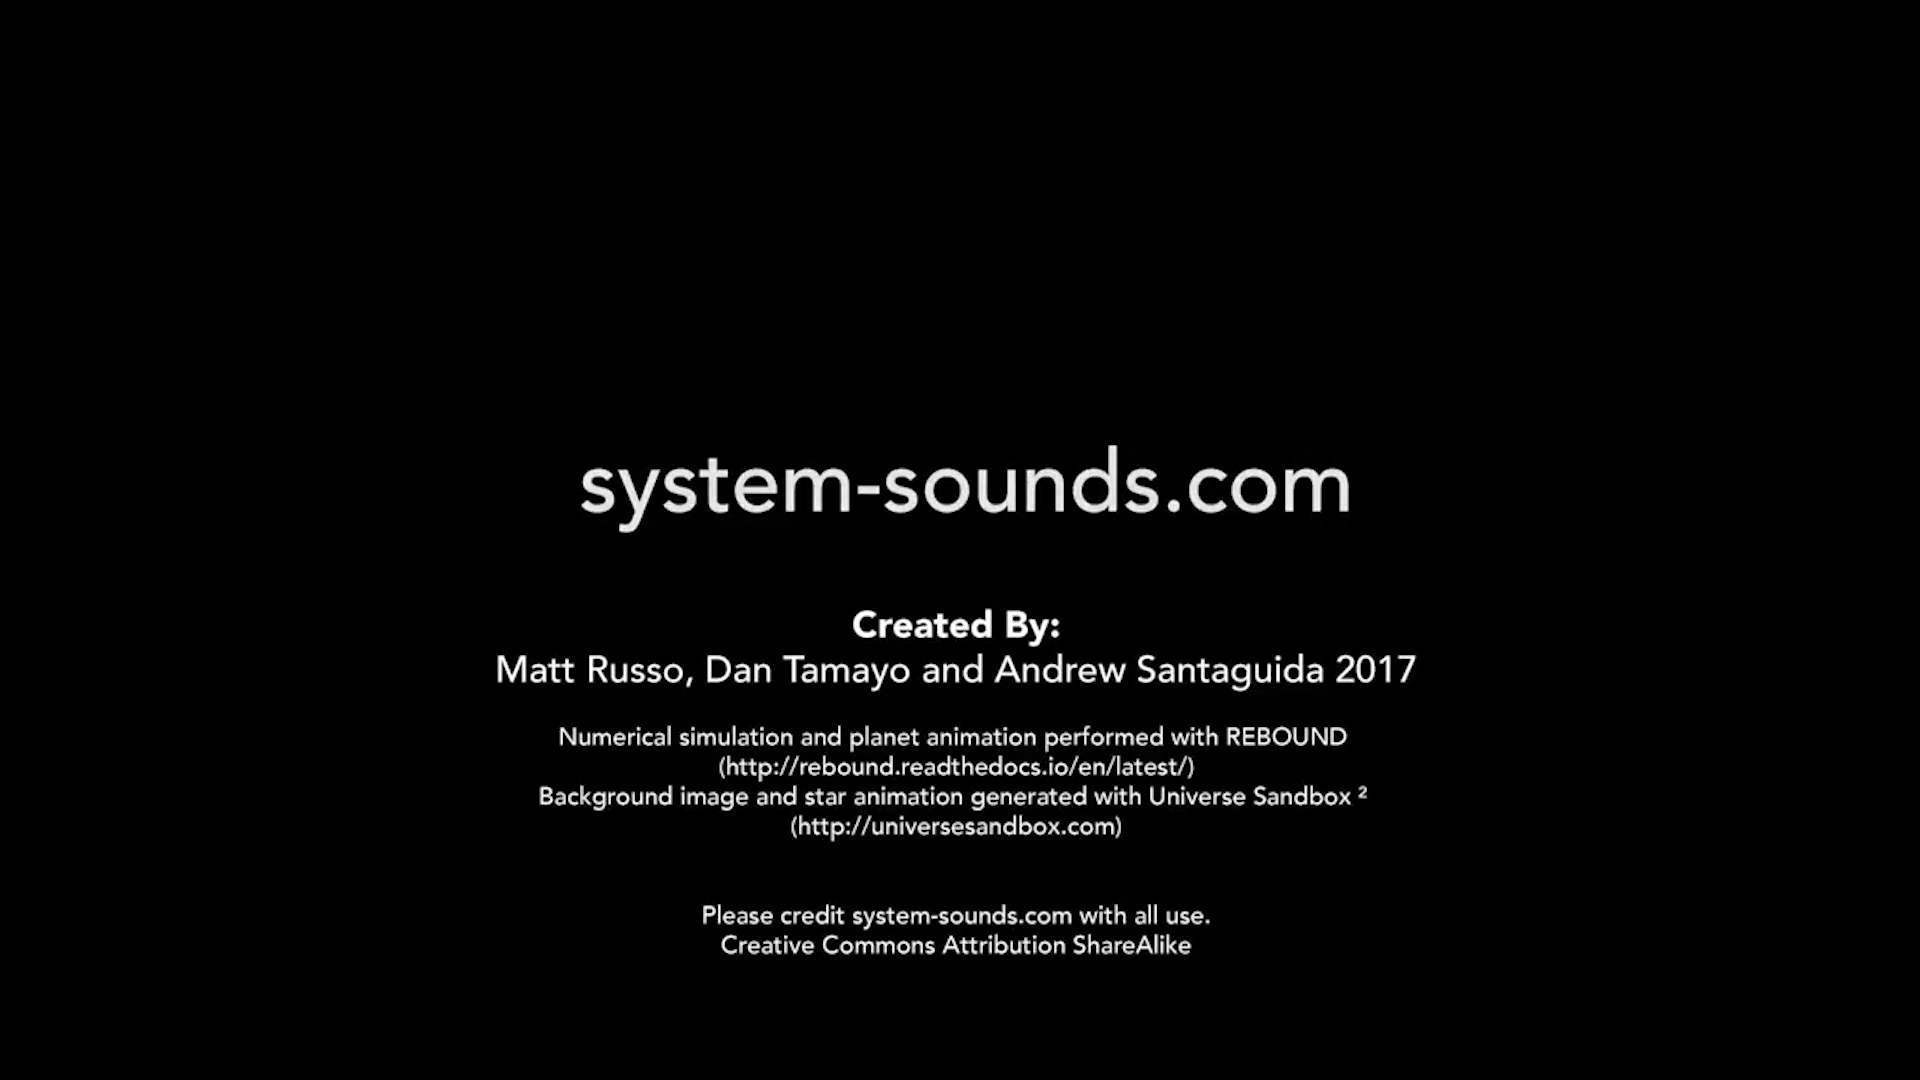 system-sounds.com
Created By:
Matt Russo, Dan Tamayo and Andrew Santaguida 2017
Numerical simulation and planet animation performed with REBOUND
(http://rebound.readthedocs.io/en/latest/)
Background image and star animation generated with Universe Sandbox ²
(http://universesandbox.com)
Please credit system-sounds.com with all use.
Creative Commons Attribution ShareAlike